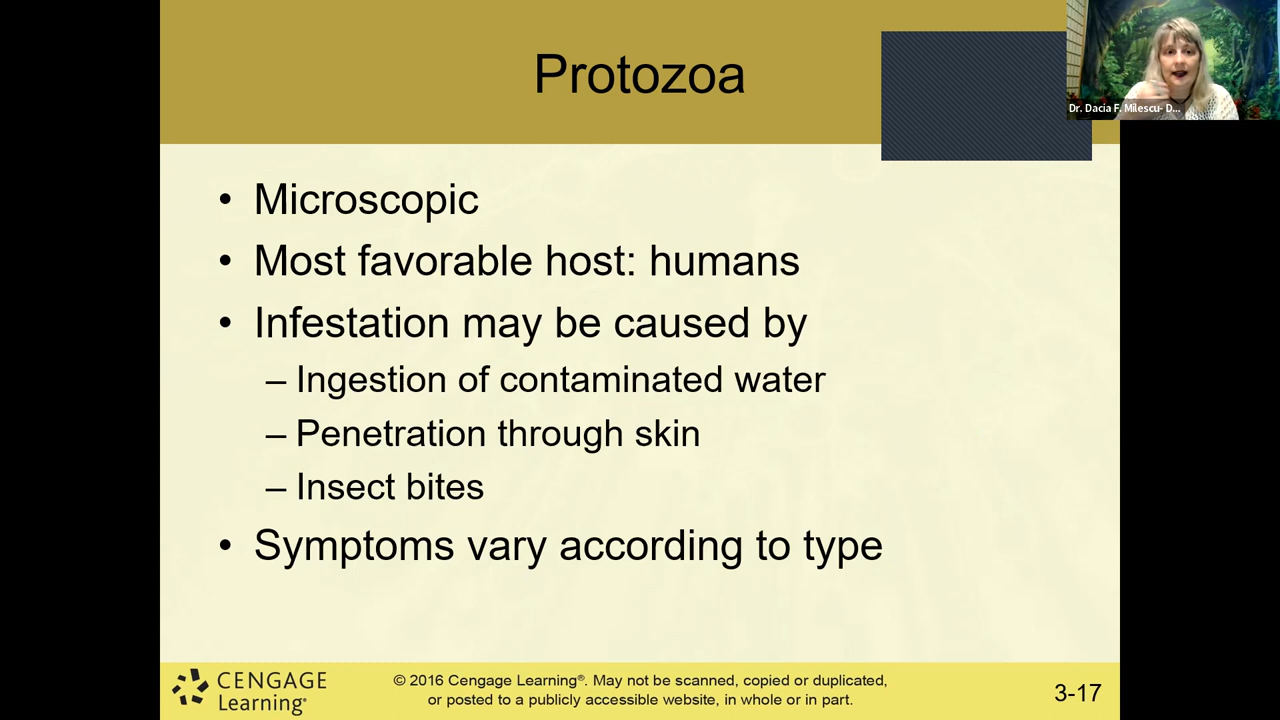 Protozoa
Dr. Dacia F. Milescu- D...
• Microscopic
• Most favorable host: humans
• Infestation may be caused by
– Ingestion of contaminated water
– Penetration through skin
– Insect bites
• Symptoms vary according to type
CENGAGE
Learning®
© 2016 Cengage Learning®. May not be scanned, copied or duplicated,
or posted to a publicly accessible website, in whole or in part.
3-17